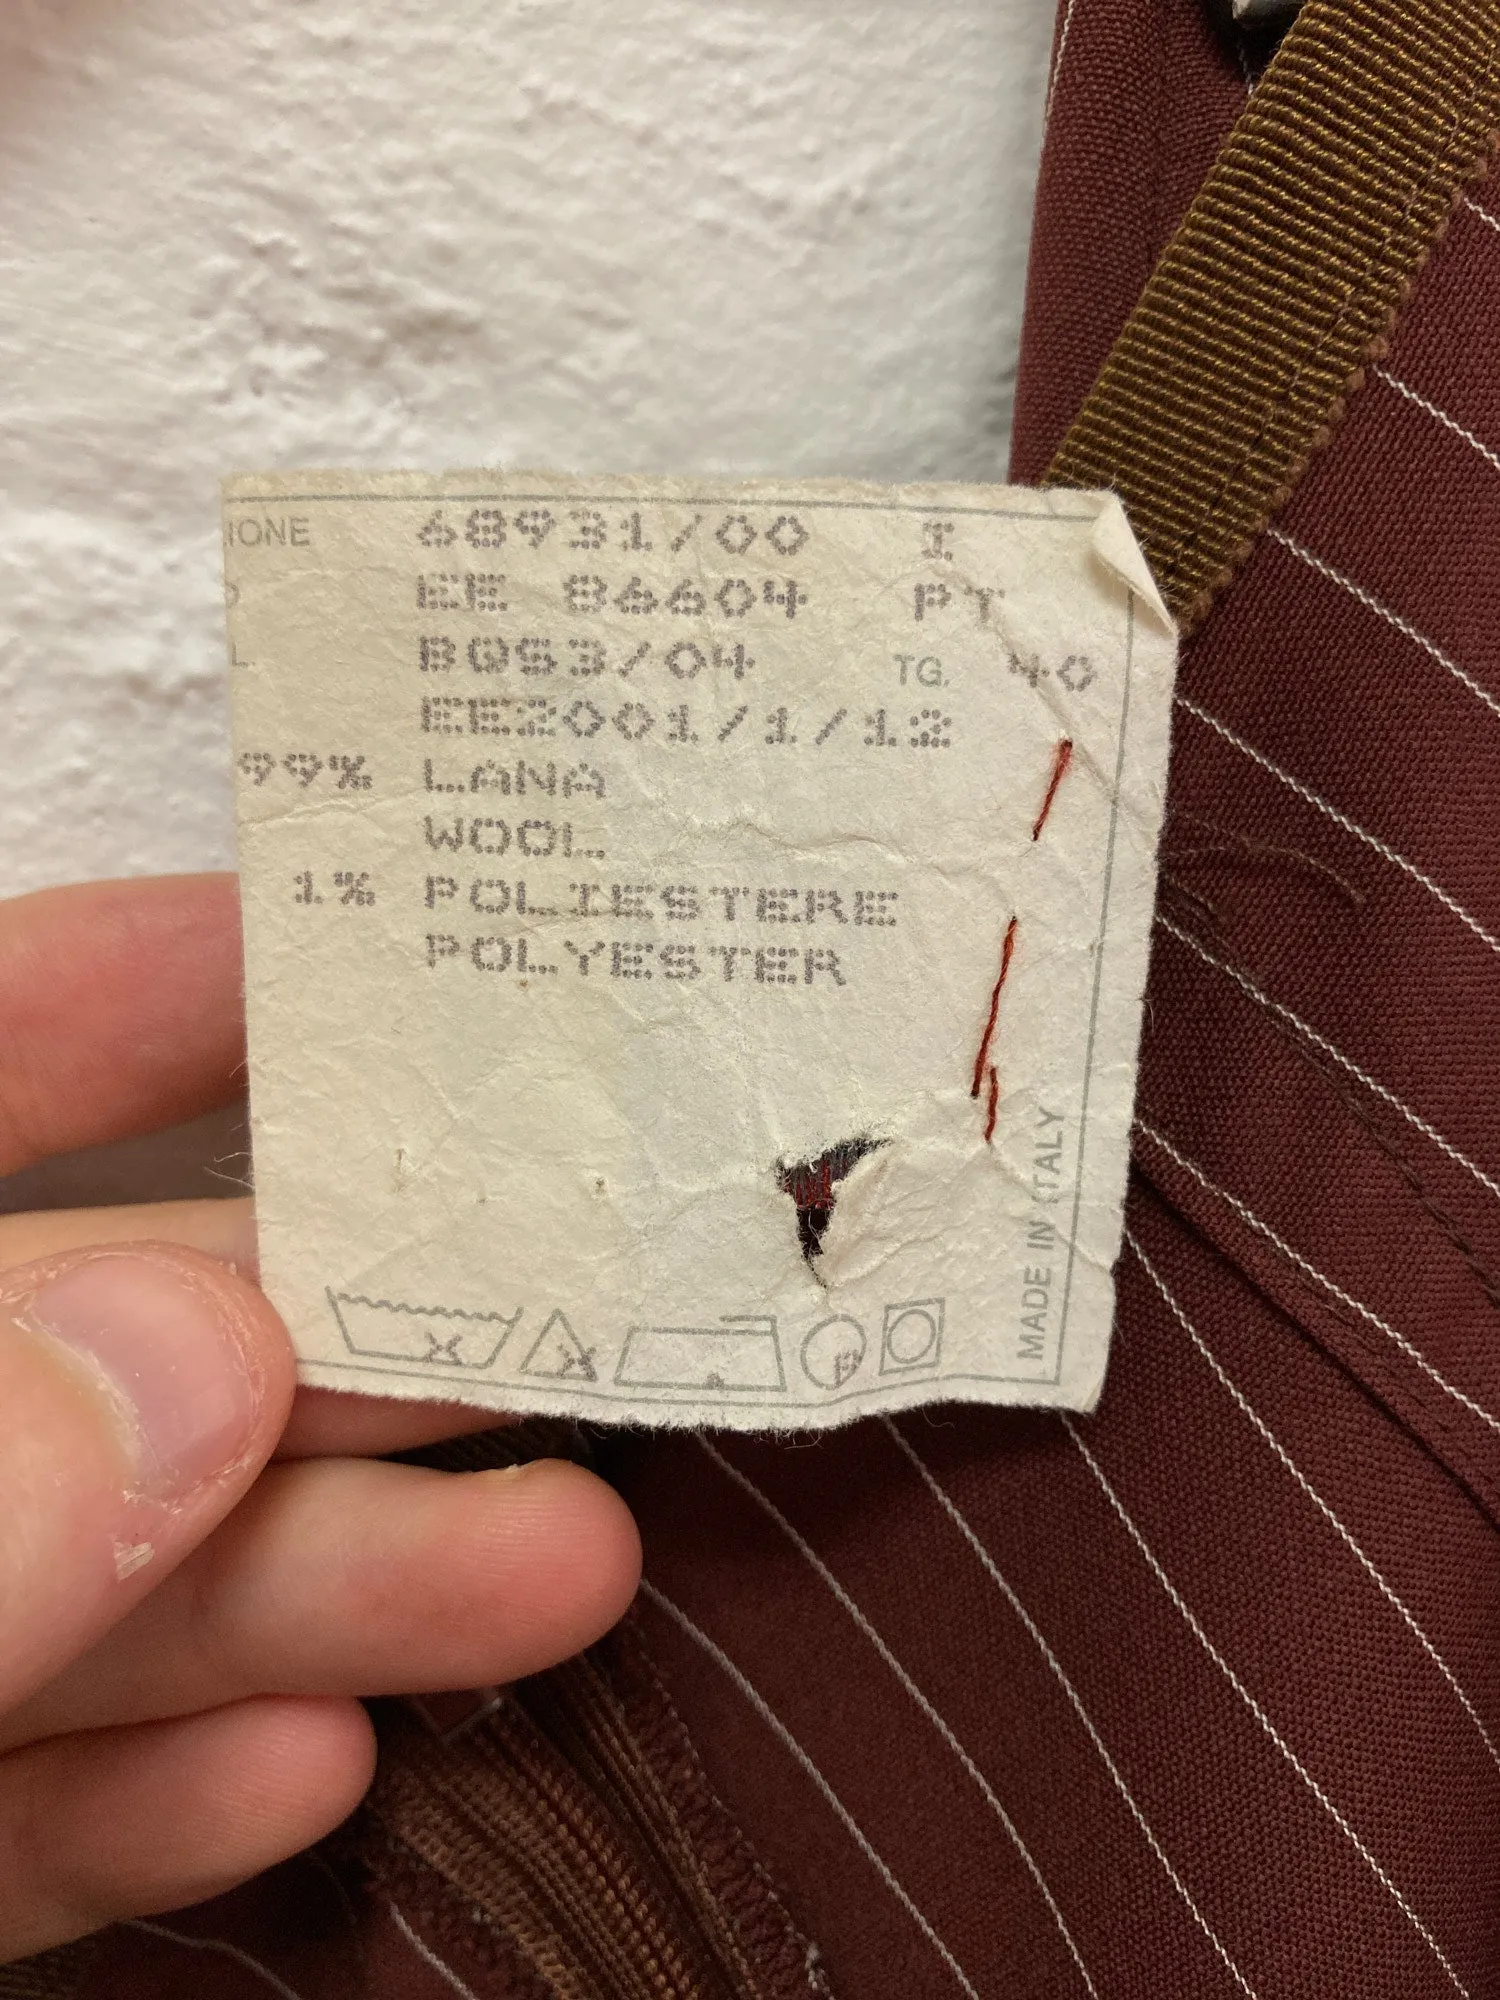 IONE 68931/00 I
EE 86604 PT
L. BQS3/04 TG. 40
EE2001/1/12
99% LANA
WOOL
1% POLIESTERE
POLYESTER
P
MADE IN ITALY